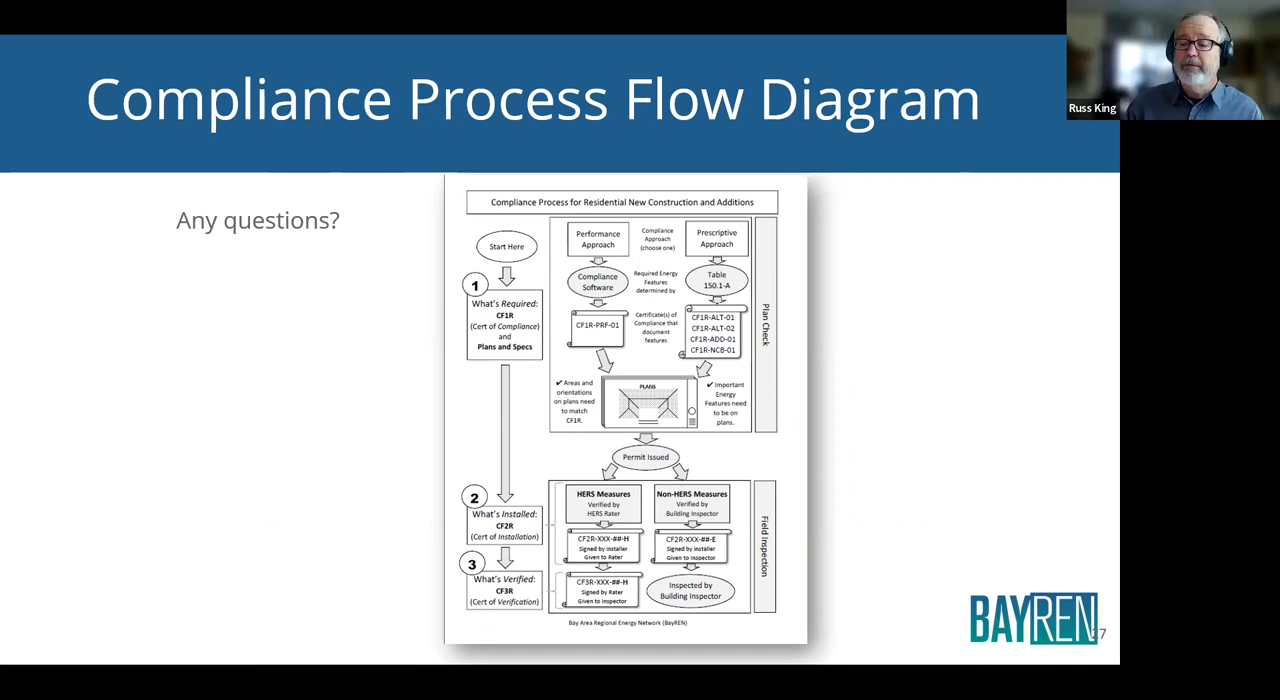 Compliance Process Flow Diagram
Russ King
Any questions?
Compliance Process for Residential New Construction and Additions
Start Here
1
What's Required:
CF1R
(Cert of Compliance)
and
Plans and Specs
Performance
Approach
Compliance
Approach
(choose one)
Prescriptive
Approach
Compliance
Software
Required Energy
Features
determined by
Table
150.1-A
CF1R-PRF-01
Certificate(s) of
Compliance that
document
features
CF1R-ALT-01
CF1R-ALT-02
CF1R-ADD-01
CF1R-NCB-01
Plan Check
✔ Areas and
orientations
on plans need
to match
CF1R.
PLANS
✔ Important
Energy
Features need
to be on
plans.
Permit Issued
2
What's Installed:
CF2R
(Cert of Installation)
3
What's Verified:
CF3R
(Cert of Verification)
HERS Measures
Verified by
HERS Rater
Non-HERS Measures
Verified by
Building Inspector
CF2R-XXX-##-H
Signed by installer
Given to Rater
CF2R-XXX-##-E
Signed by installer
Given to Inspector
CF3R-XXX-##-H
Signed by Rater
Given to Inspector
Inspected by
Building Inspector
Field Inspection
Bay Area Regional Energy Network (BayREN)
BAYREN
27